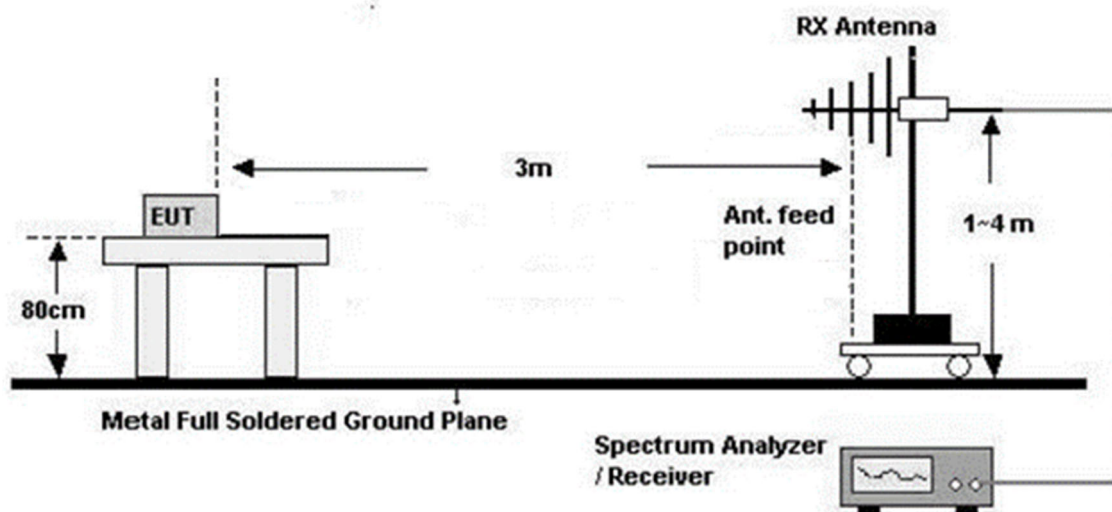 RX Antenna
3m
EUT
Ant. feed
point
1~4 m
80cm
Metal Full Soldered Ground Plane
Spectrum Analyzer
/ Receiver